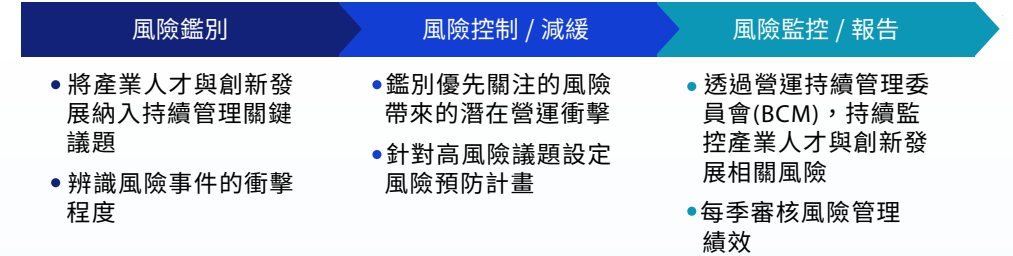 風險鑑別
將產業人才與創新發
展納入持續管理關鍵
議題
辨識風險事件的衝擊
程度
風險控制 / 減緩
鑑別優先關注的風險
帶來的潛在營運衝擊
針對高風險議題設定
風險預防計畫
風險監控 / 報告
透過營運持續管理委
員會(BCM)，持續監
控產業人才與創新發
展相關風險
每季審核風險管理
績效